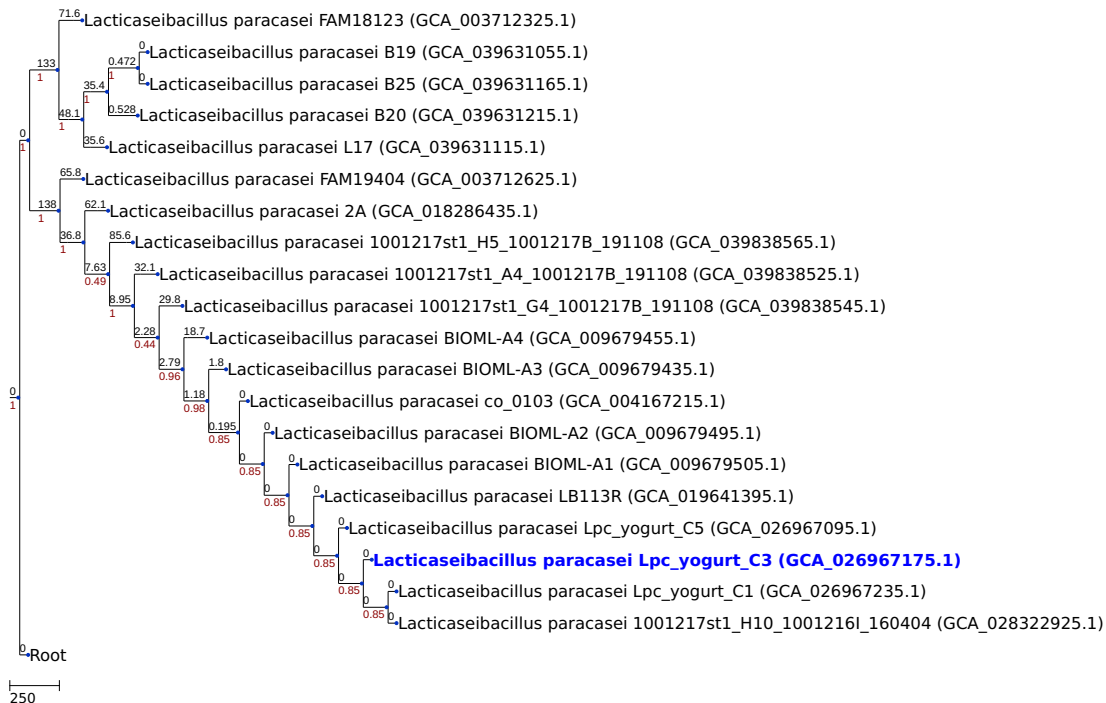 71.6 Lacticaseibacillus paracasei FAM18123 (GCA_003712325.1)
0 Lacticaseibacillus paracasei B19 (GCA_039631055.1)
133 0.472
1 1
0 Lacticaseibacillus paracasei B25 (GCA_039631165.1)
35.4
1
48.1 0.528 Lacticaseibacillus paracasei B20 (GCA_039631215.1)
1
0 35.6 Lacticaseibacillus paracasei L17 (GCA_039631115.1)
1
65.8 Lacticaseibacillus paracasei FAM19404 (GCA_003712625.1)
138 62.1 Lacticaseibacillus paracasei 2A (GCA_018286435.1)
1
36.8 85.6 Lacticaseibacillus paracasei 1001217st1_H5_1001217B_191108 (GCA_039838565.1)
1
7.63 32.1 Lacticaseibacillus paracasei 1001217st1_A4_1001217B_191108 (GCA_039838525.1)
0.49
8.95 29.8 Lacticaseibacillus paracasei 1001217st1_G4_1001217B_191108 (GCA_039838545.1)
1
2.28 18.7 Lacticaseibacillus paracasei BIOML-A4 (GCA_009679455.1)
0.44
2.79 1.8 Lacticaseibacillus paracasei BIOML-A3 (GCA_009679435.1)
0.96
0 1.18 0 Lacticaseibacillus paracasei co_0103 (GCA_004167215.1)
1 0.98
0.195 0 Lacticaseibacillus paracasei BIOML-A2 (GCA_009679495.1)
0.85
0 0 Lacticaseibacillus paracasei BIOML-A1 (GCA_009679505.1)
0.85
0 0 Lacticaseibacillus paracasei LB113R (GCA_019641395.1)
0.85
0 0 Lacticaseibacillus paracasei Lpc_yogurt_C5 (GCA_026967095.1)
0.85
0 0 Lacticaseibacillus paracasei Lpc_yogurt_C3 (GCA_026967175.1)
0.85
0 0 Lacticaseibacillus paracasei Lpc_yogurt_C1 (GCA_026967235.1)
0.85
0 0 Lacticaseibacillus paracasei 1001217st1_H10_1001216I_160404 (GCA_028322925.1)
0.85
0 Root
250